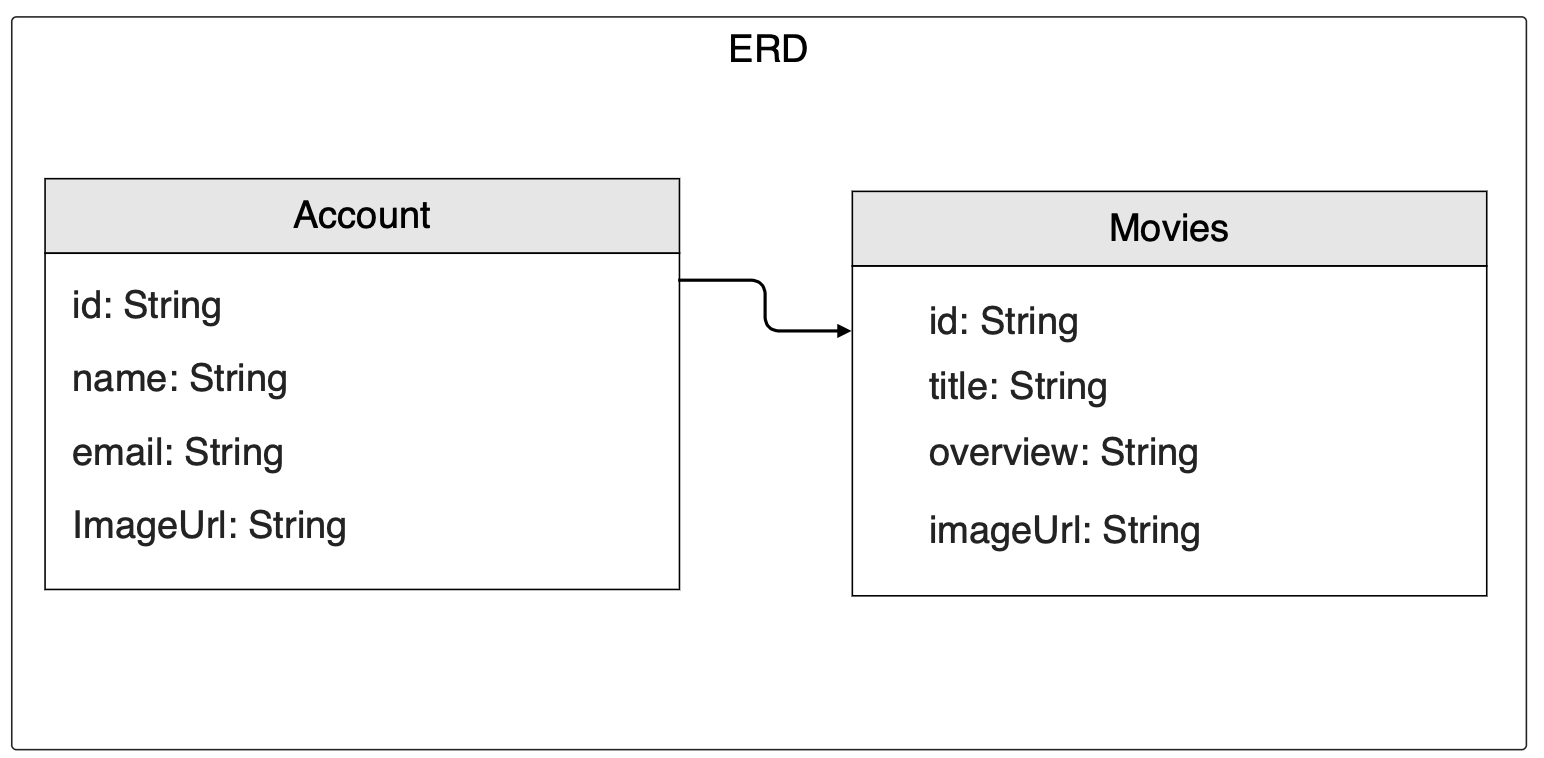 ERD
Account
id: String
name: String
email: String
ImageUrl: String
Movies
id: String
title: String
overview: String
imageUrl: String